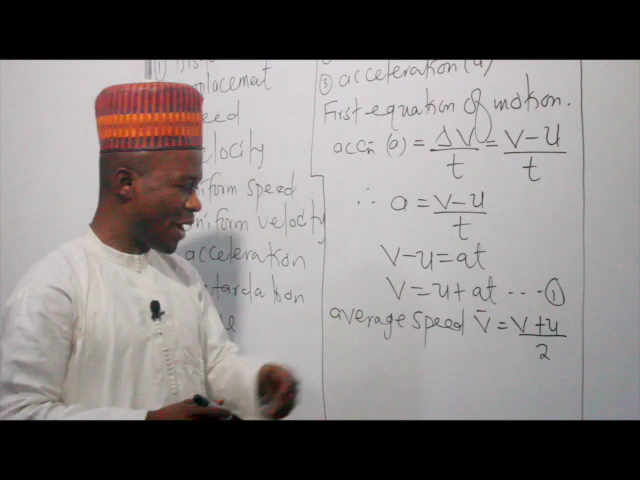 placement
speed
locity
niform speed
niform velocity
acceleration
tardation
③ acceleration (a)
First equation of motion.
accn (a) = ΔV/t = V-U/t
∴ a = V-U/t
V-U = at
V = U + at ---- ①
average speed V̄ = V+U/2